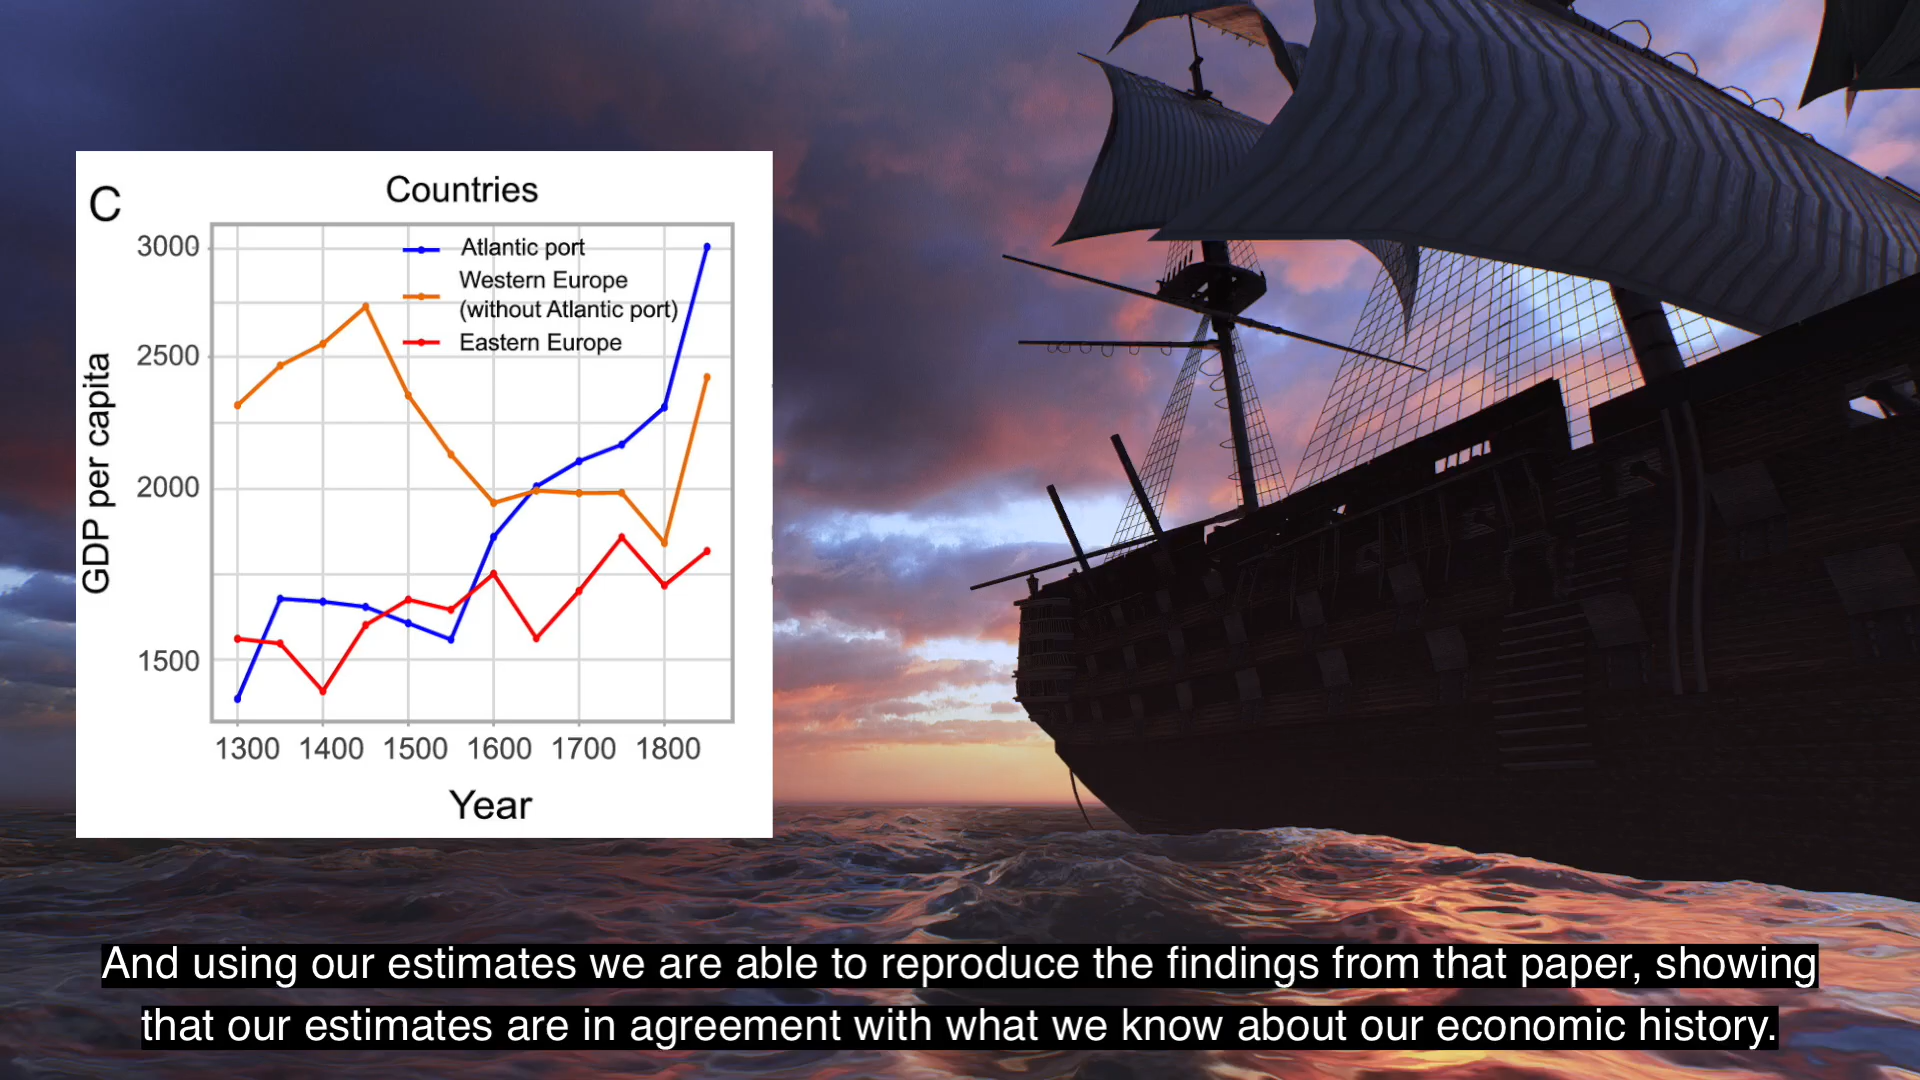 C
Countries
Atlantic port
Western Europe
(without Atlantic port)
Eastern Europe
GDP per capita
3000
2500
2000
1500
1300 1400 1500 1600 1700 1800
Year
And using our estimates we are able to reproduce the findings from that paper, showing
that our estimates are in agreement with what we know about our economic history.